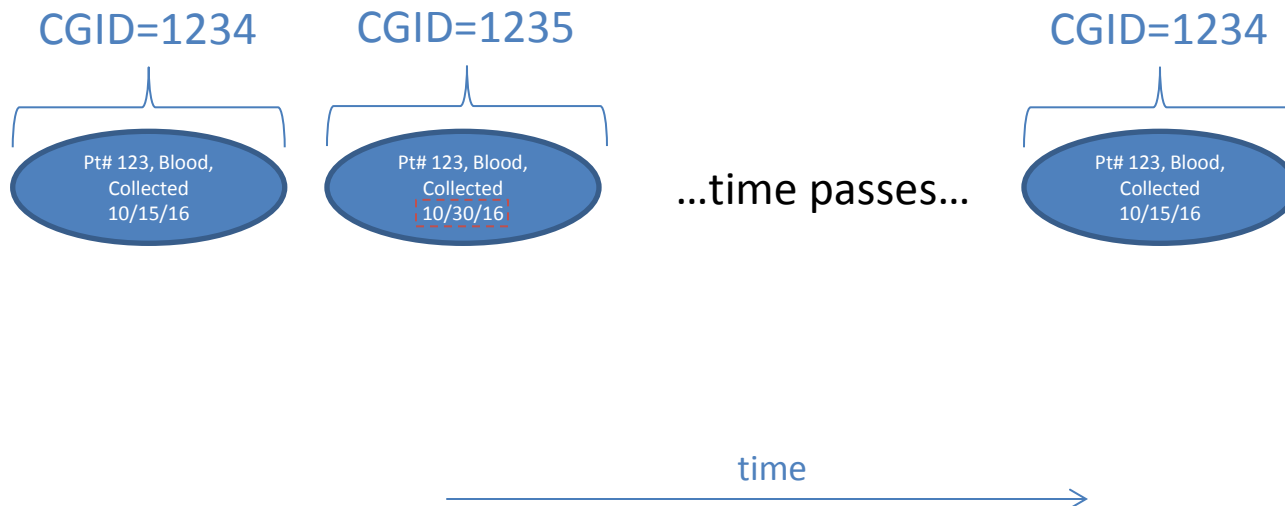 CGID=1234
CGID=1235
CGID=1234
Pt# 123, Blood,
Collected
10/15/16
Pt# 123, Blood,
Collected
10/30/16
...time passes...
Pt# 123, Blood,
Collected
10/15/16
time